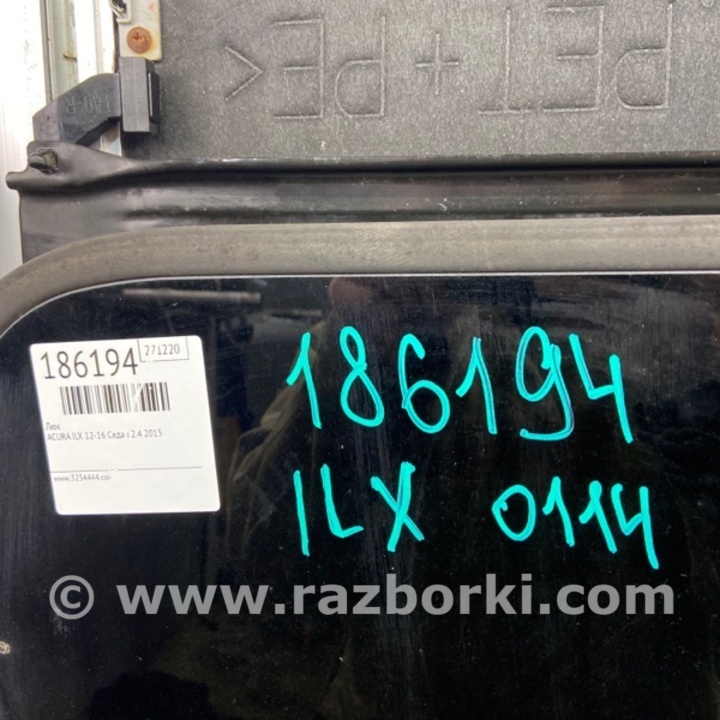 PET + PE<
186194
271220
Люк
ACURA ILX 12-16 Седан 2.4 2015
www.3234444.com
186194
ILX 0114
© www.razborki.com